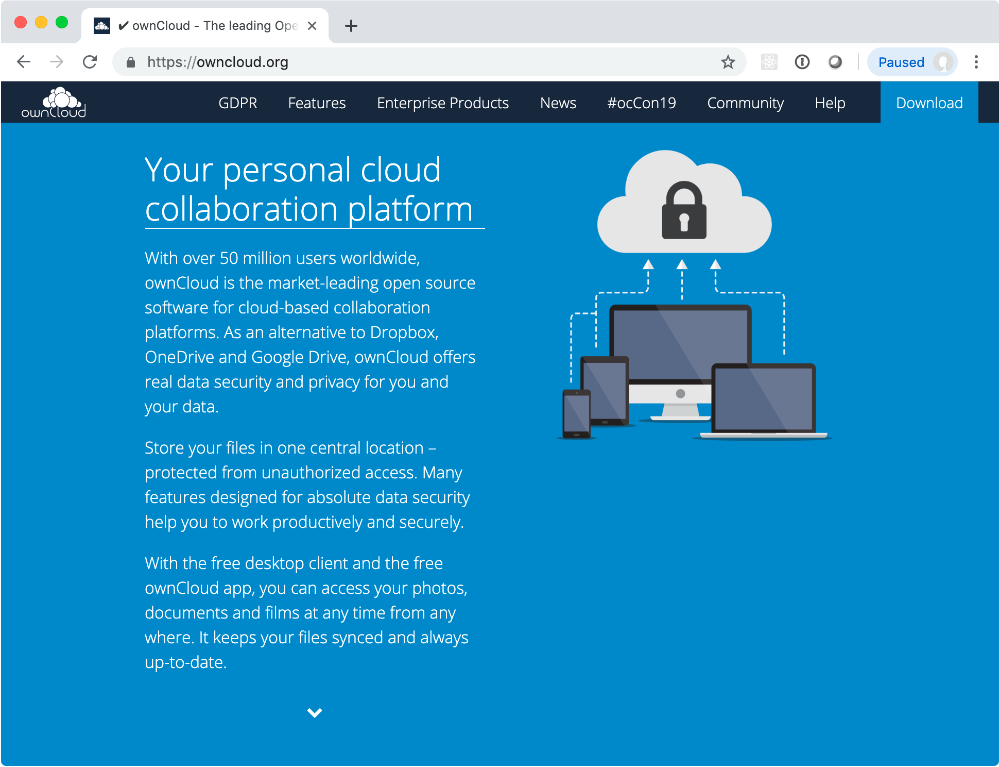 ✔ ownCloud - The leading Ope
https://owncloud.org
Paused
ownCloud
GDPR Features Enterprise Products News #ocCon19 Community Help Download
Your personal cloud
collaboration platform
With over 50 million users worldwide,
ownCloud is the market-leading open source
software for cloud-based collaboration
platforms. As an alternative to Dropbox,
OneDrive and Google Drive, ownCloud offers
real data security and privacy for you and
your data.
Store your files in one central location –
protected from unauthorized access. Many
features designed for absolute data security
help you to work productively and securely.
With the free desktop client and the free
ownCloud app, you can access your photos,
documents and films at any time from any
where. It keeps your files synced and always
up-to-date.